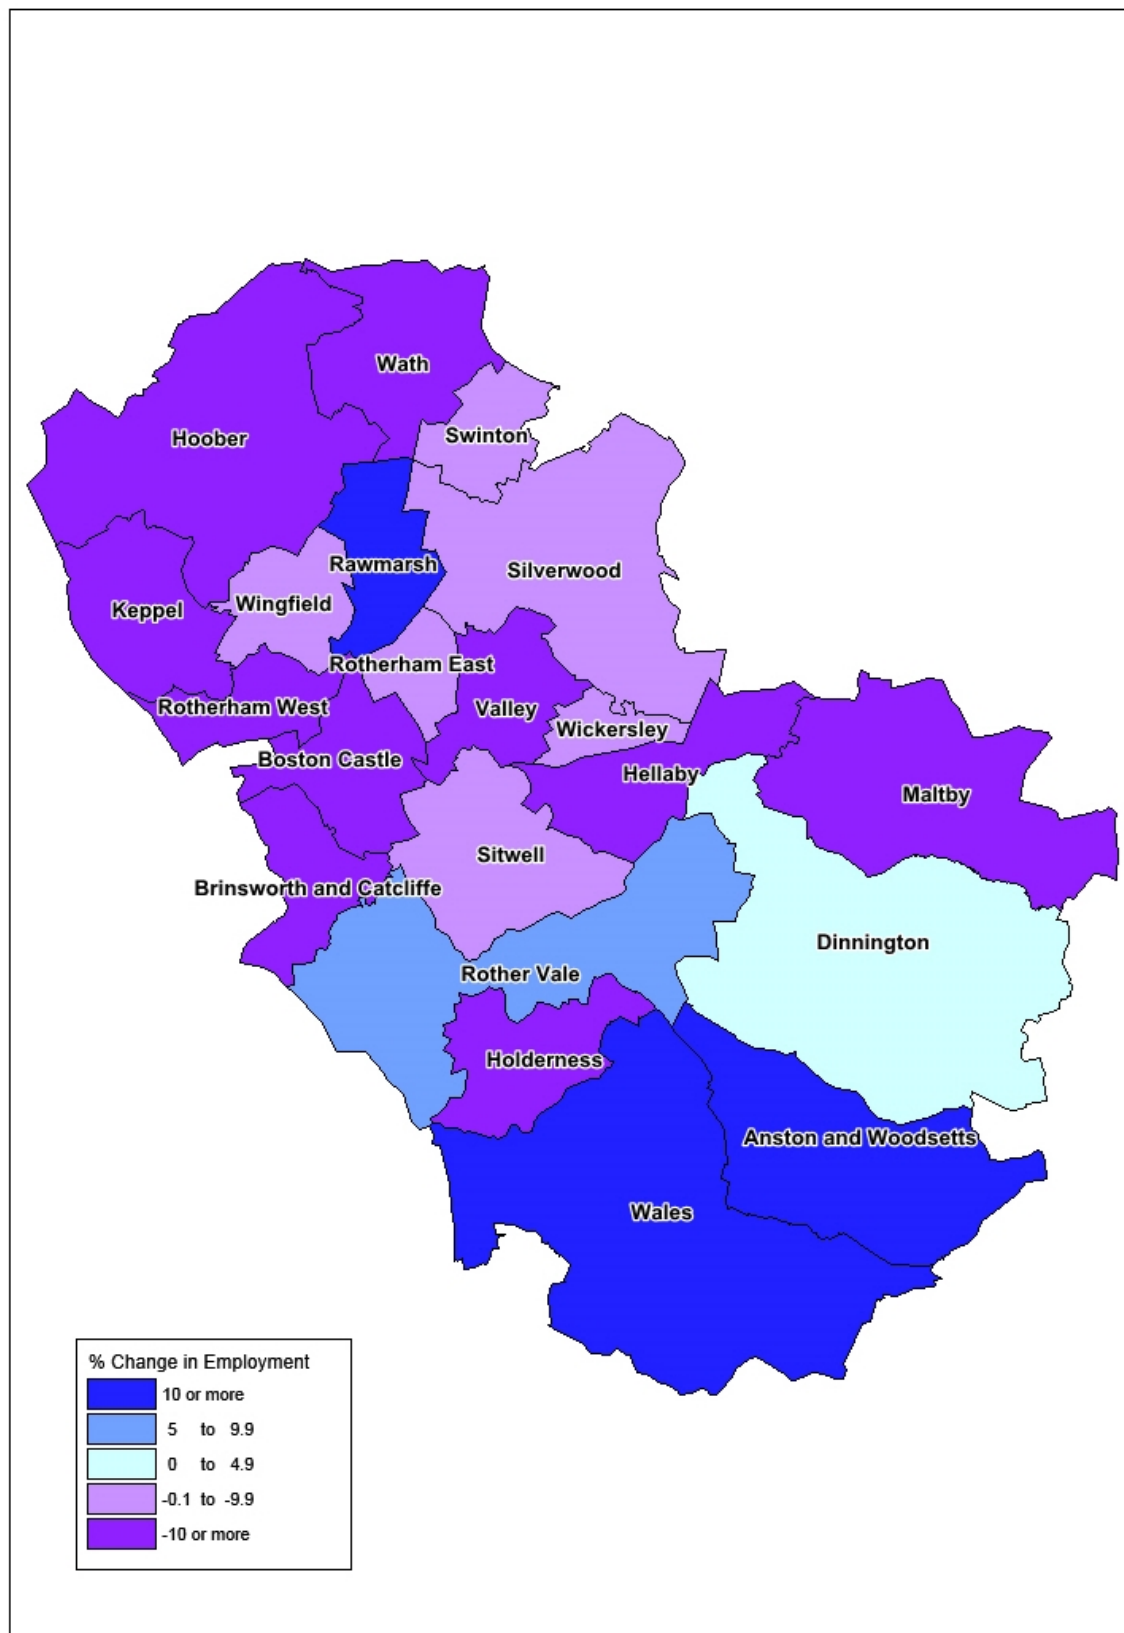 Wath
Swinton
Hoober
Rawmarsh
Silverwood
Keppel
Wingfield
Rotherham East
Rotherham West
Valley
Wickersley
Boston Castle
Hellaby
Maltby
Sitwell
Brinsworth and Catcliffe
Dinnington
Rother Vale
Holderness
Anston and Woodsetts
Wales
% Change in Employment
10 or more
5 to 9.9
0 to 4.9
-0.1 to -9.9
-10 or more